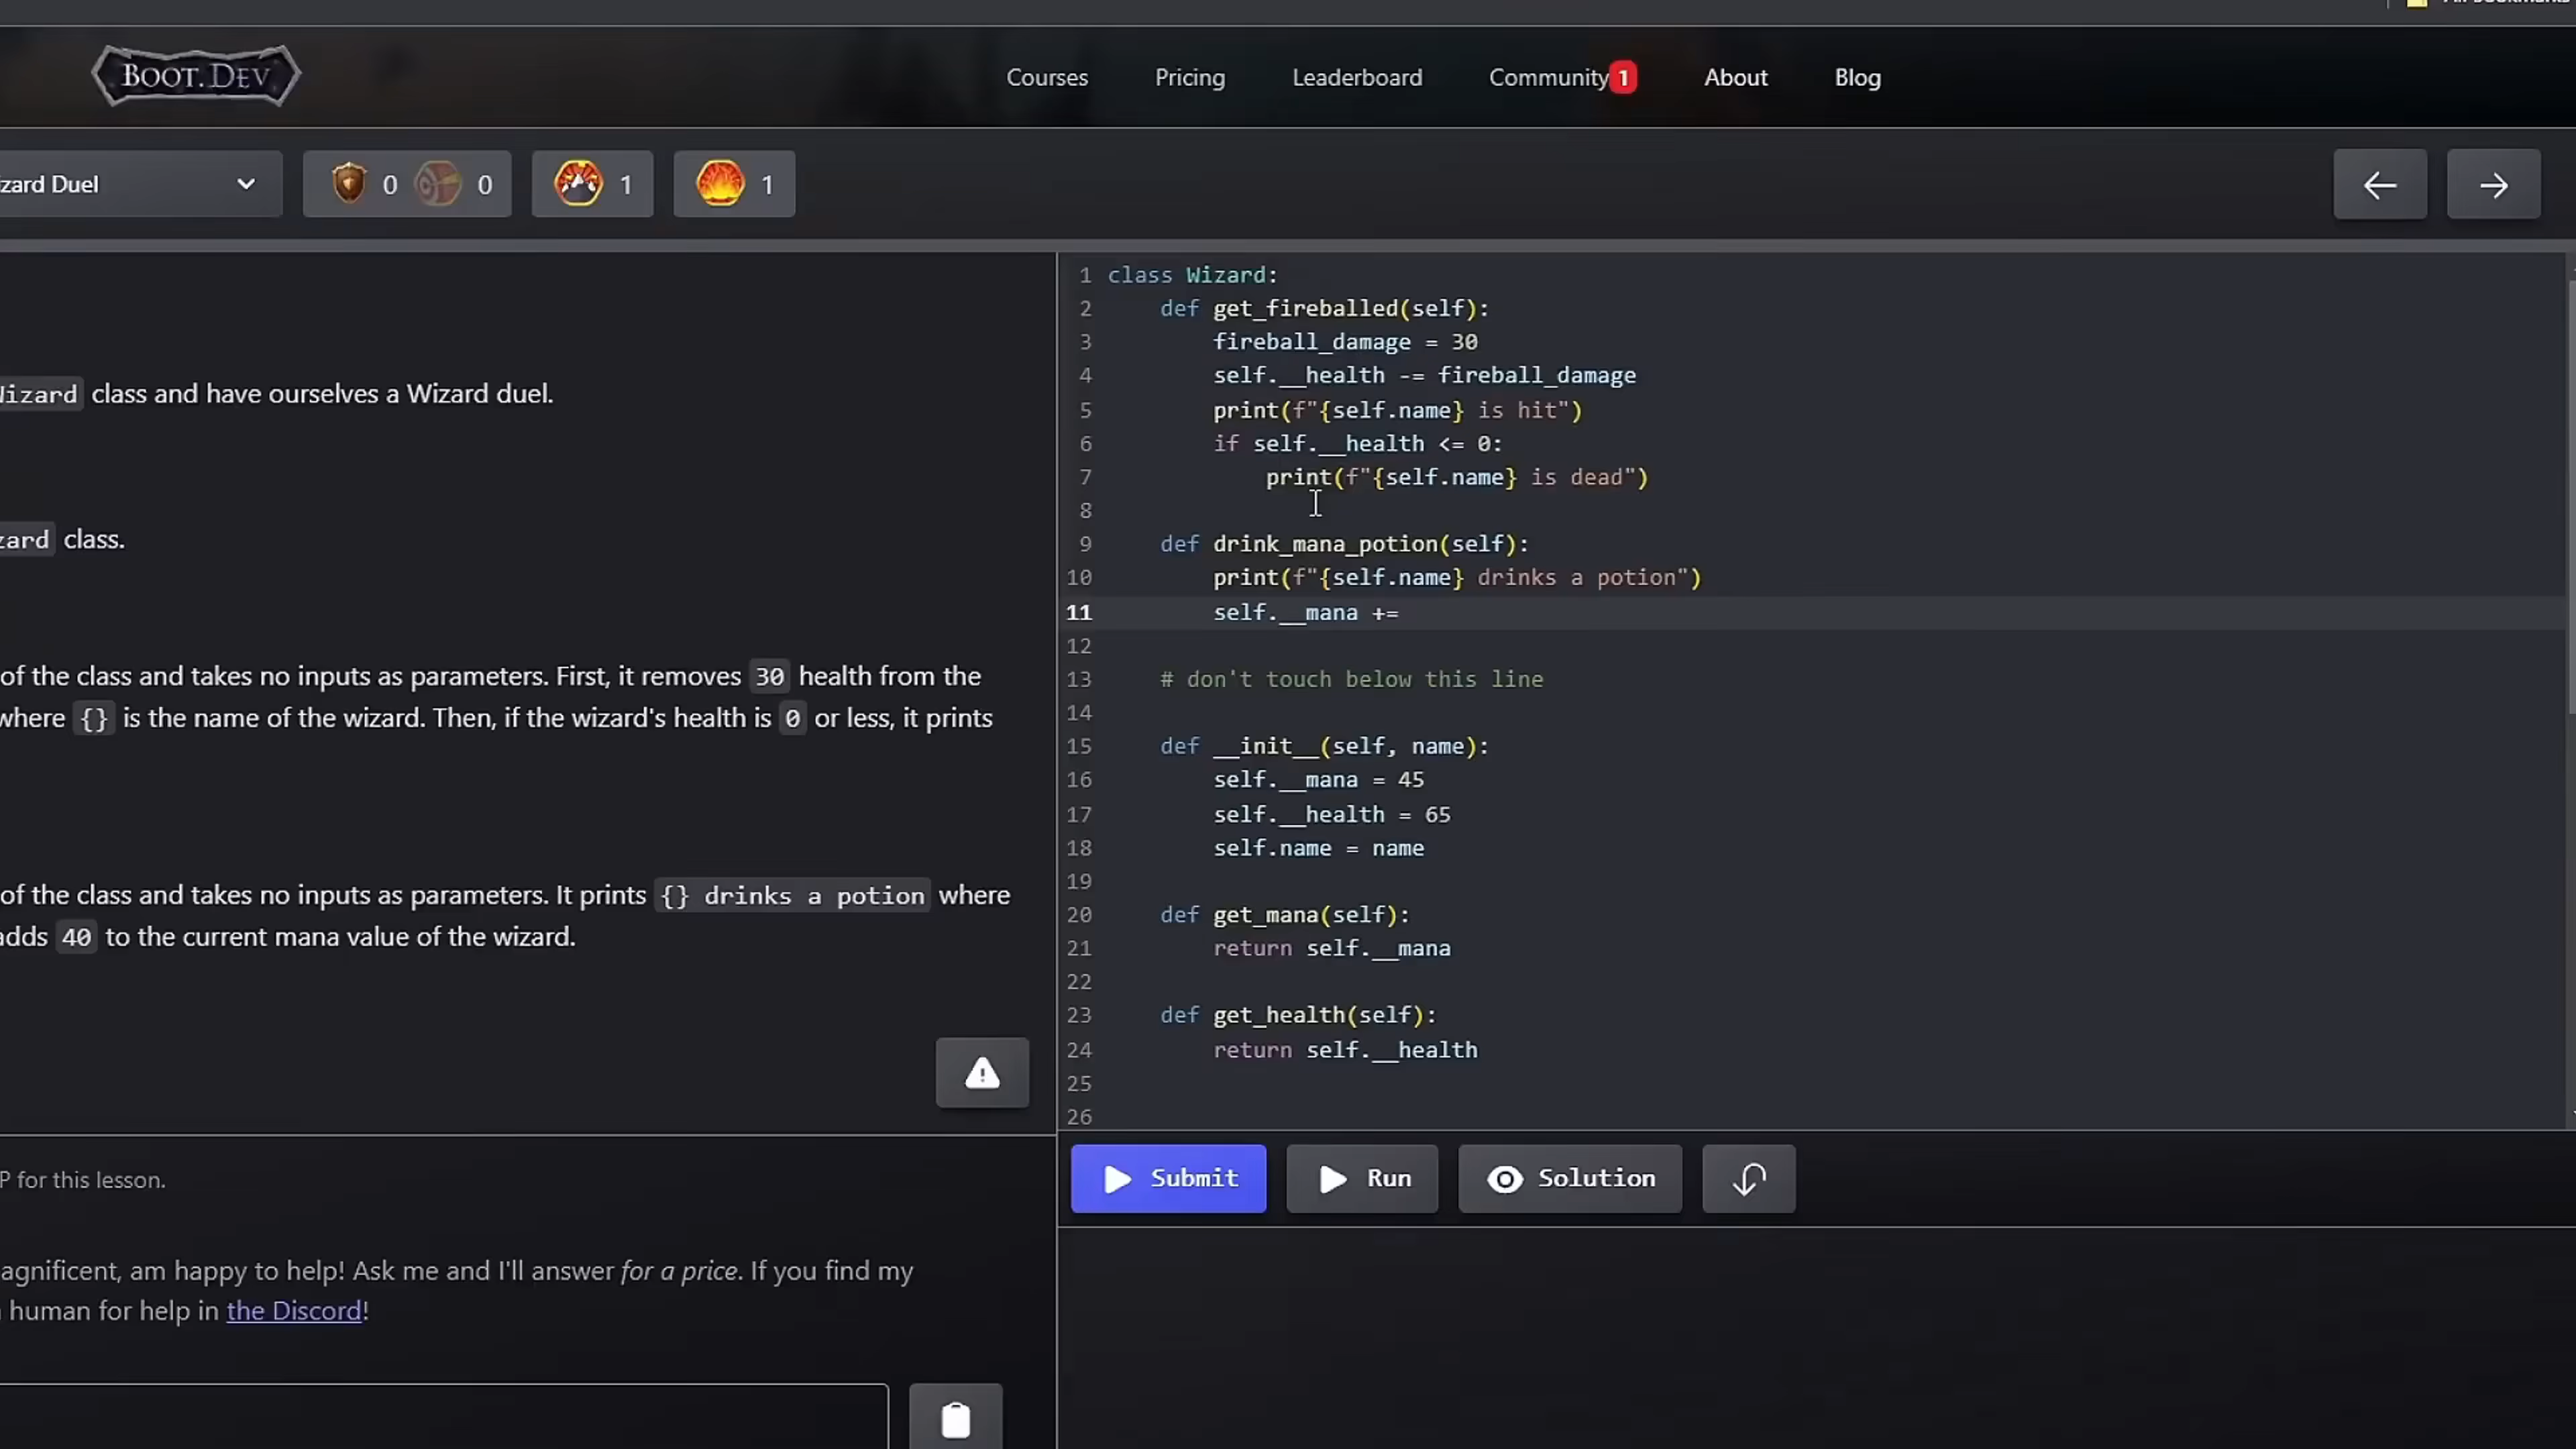 BOOT.DEV
Courses
Pricing
Leaderboard
Community 1
About
Blog
zard Duel
0
0
1
1
Wizard class and have ourselves a Wizard duel.
zard class.
of the class and takes no inputs as parameters. First, it removes 30 health from the
where {} is the name of the wizard. Then, if the wizard's health is 0 or less, it prints
of the class and takes no inputs as parameters. It prints {} drinks a potion where
adds 40 to the current mana value of the wizard.
P for this lesson.
agnificent, am happy to help! Ask me and I'll answer for a price. If you find my
human for help in the Discord!
1 class Wizard:
2     def get_fireballed(self):
3         fireball_damage = 30
4         self.__health -= fireball_damage
5         print(f"{self.name} is hit")
6         if self.__health <= 0:
7             print(f"{self.name} is dead")
8
9     def drink_mana_potion(self):
10         print(f"{self.name} drinks a potion")
11         self.__mana +=
12
13     # don't touch below this line
14
15     def __init__(self, name):
16         self.__mana = 45
17         self.__health = 65
18         self.name = name
19
20     def get_mana(self):
21         return self.__mana
22
23     def get_health(self):
24         return self.__health
25
26
Submit
Run
Solution